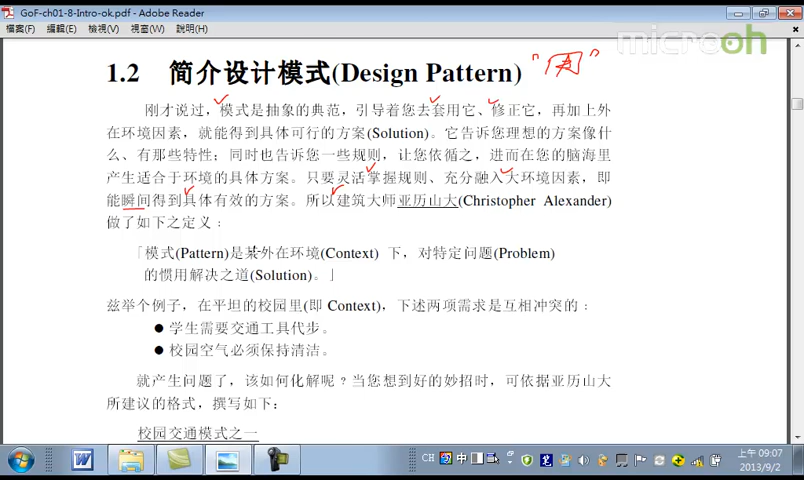 GoF-ch01-8-Intro-ok.pdf - Adobe Reader
檔案(F) 編輯(E) 檢視(V) 視窗(W) 說明(H)
microoh
1.2 简介设计模式(Design Pattern)
刚才说过，模式是抽象的典范，引导着您去套用它、修正它，再加上外
在环境因素，就能得到具体可行的方案(Solution)。它告诉您理想的方案像什
么、有那些特性；同时也告诉您一些规则，让您依循之，进而在您的脑海里
产生适合于环境的具体方案。只要灵活掌握规则、充分融入大环境因素，即
能瞬间得到具体有效的方案。所以建筑大师亚历山大(Christopher Alexander)
做了如下之定义：
「模式(Pattern)是某外在环境(Context) 下，对特定问题(Problem)
的惯用解决之道(Solution)。」
兹举个例子，在平坦的校园里(即 Context)，下述两项需求是互相冲突的：
● 学生需要交通工具代步。
● 校园空气必须保持清洁。
就产生问题了，该如何化解呢？当您想到好的妙招时，可依据亚历山大
所建议的格式，撰写如下：
校园交通模式之一
CH 中 上午 09:07
2013/9/2